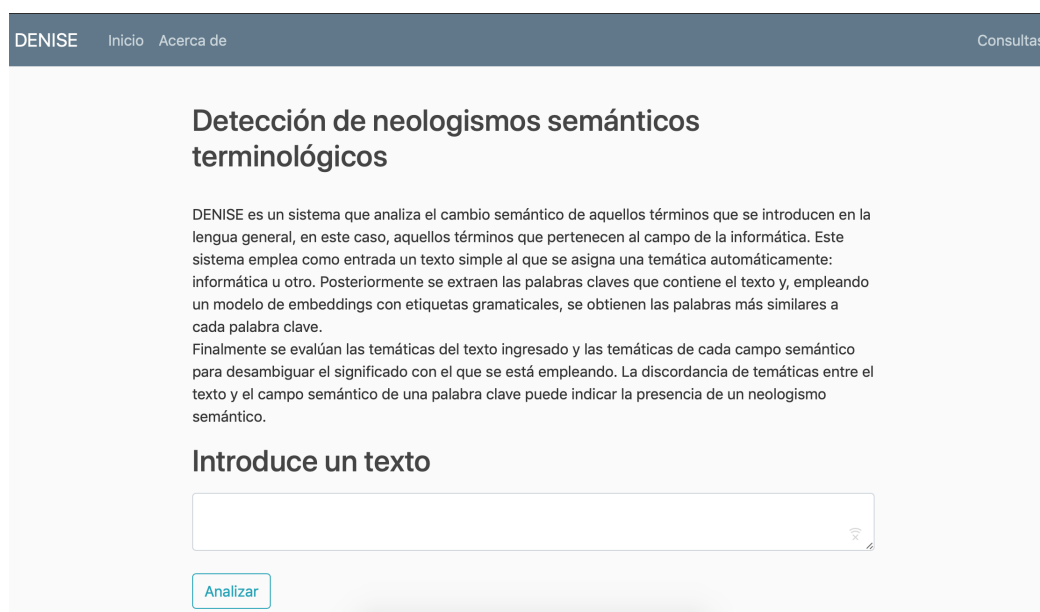 DENISE Inicio Acerca de Consultas
Detección de neologismos semánticos
terminológicos
DENISE es un sistema que analiza el cambio semántico de aquellos términos que se introducen en la
lengua general, en este caso, aquellos términos que pertenecen al campo de la informática. Este
sistema emplea como entrada un texto simple al que se asigna una temática automáticamente:
informática u otro. Posteriormente se extraen las palabras claves que contiene el texto y, empleando
un modelo de embeddings con etiquetas gramaticales, se obtienen las palabras más similares a
cada palabra clave.
Finalmente se evalúan las temáticas del texto ingresado y las temáticas de cada campo semántico
para desambiguar el significado con el que se está empleando. La discordancia de temáticas entre el
texto y el campo semántico de una palabra clave puede indicar la presencia de un neologismo
semántico.
Introduce un texto
Analizar